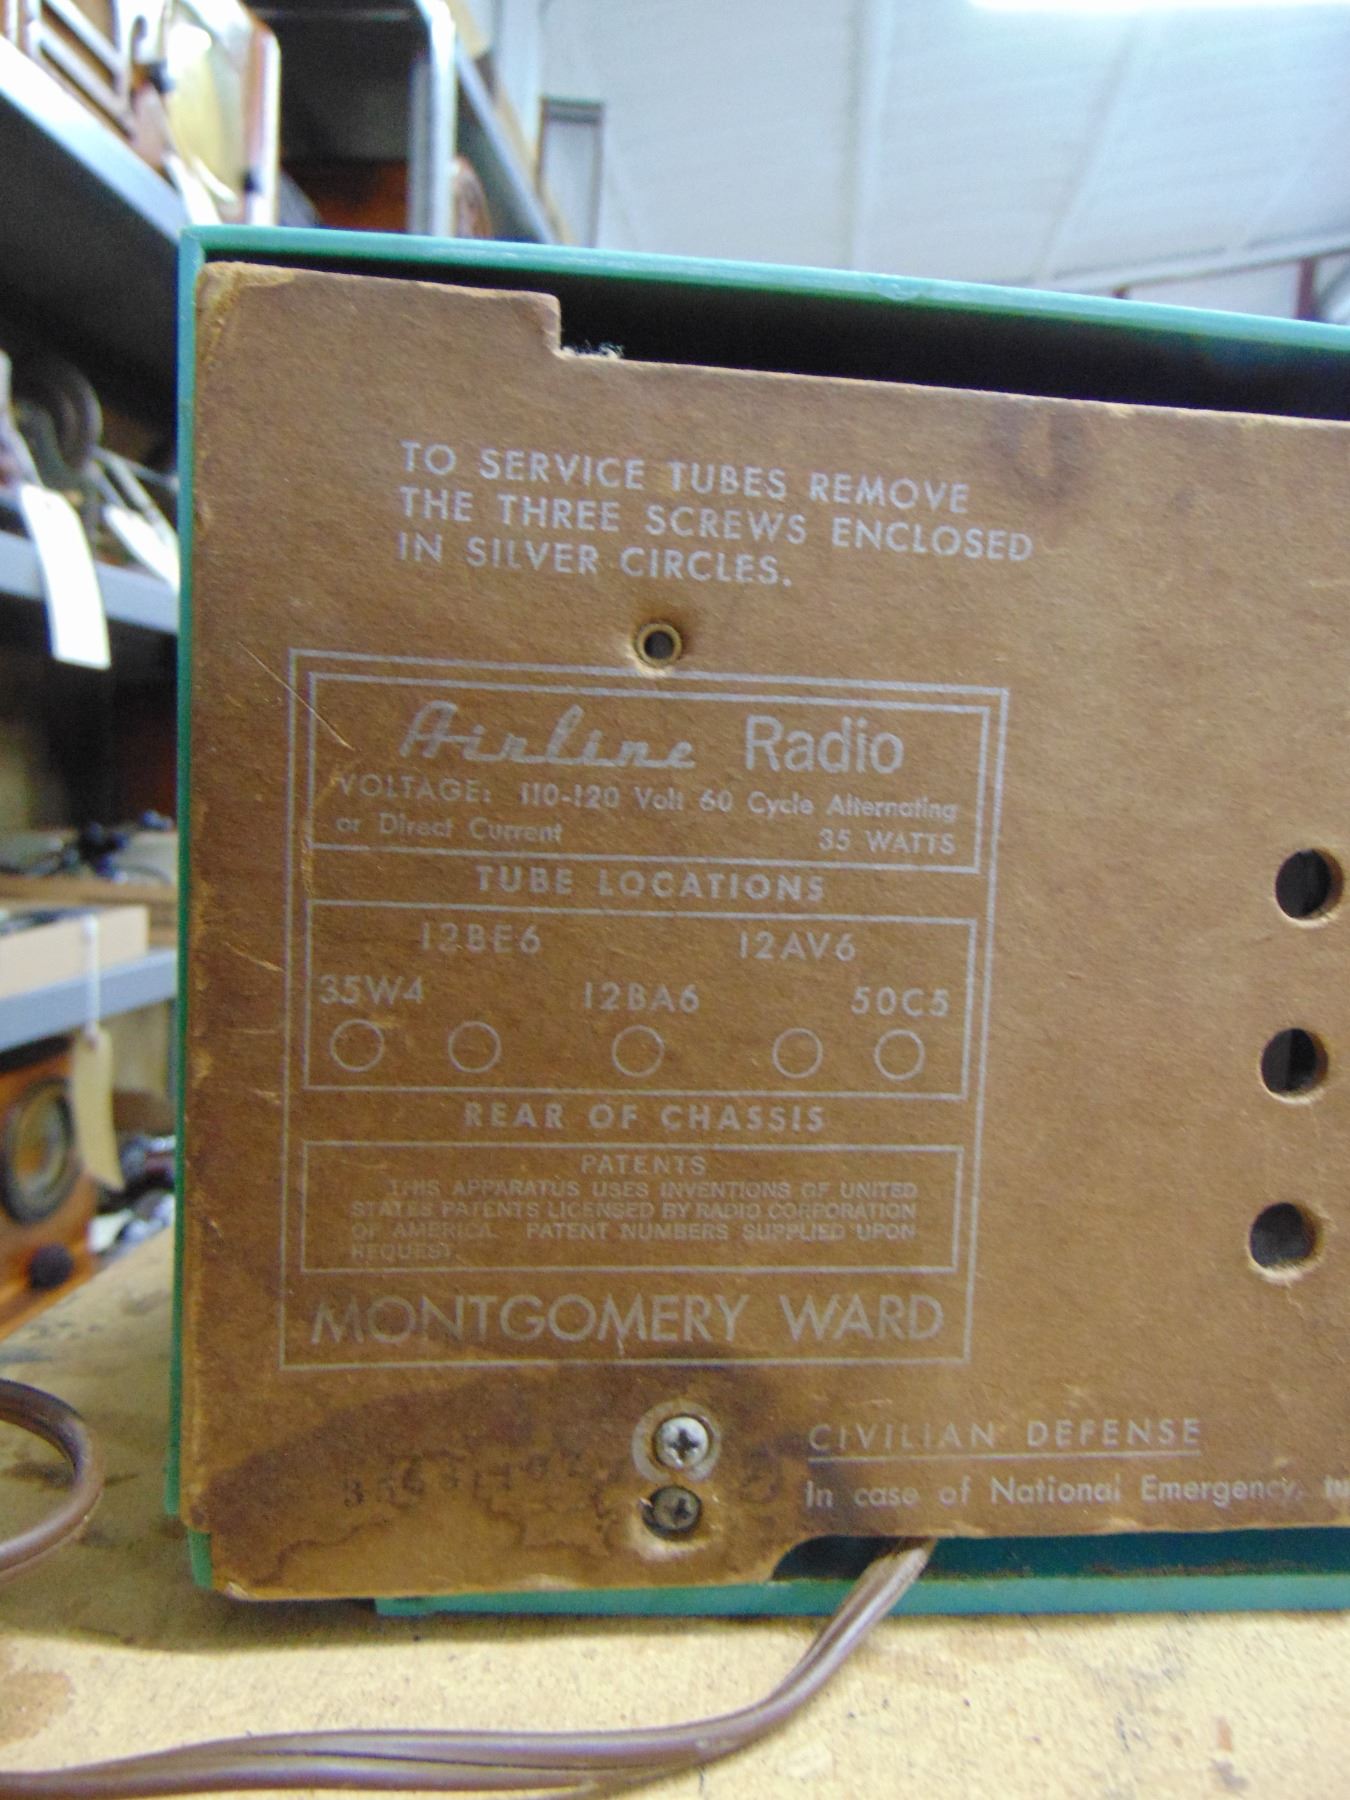 TO SERVICE TUBES REMOVE
THE THREE SCREWS ENCLOSED
IN SILVER CIRCLES.
Airline Radio
VOLTAGE: 110-120 Volt 60 Cycle Alternating
or Direct Current 35 WATTS
TUBE LOCATIONS
12BE6 12AV6
35W4 12BA6 50C5
REAR OF CHASSIS
PATENTS
THIS APPARATUS USES INVENTIONS OF UNITED
STATES PATENTS LICENSED BY RADIO CORPORATION
OF AMERICA. PATENT NUMBERS SUPPLIED UPON
REQUEST.
MONTGOMERY WARD
CIVILIAN DEFENSE
In case of National Emergency,